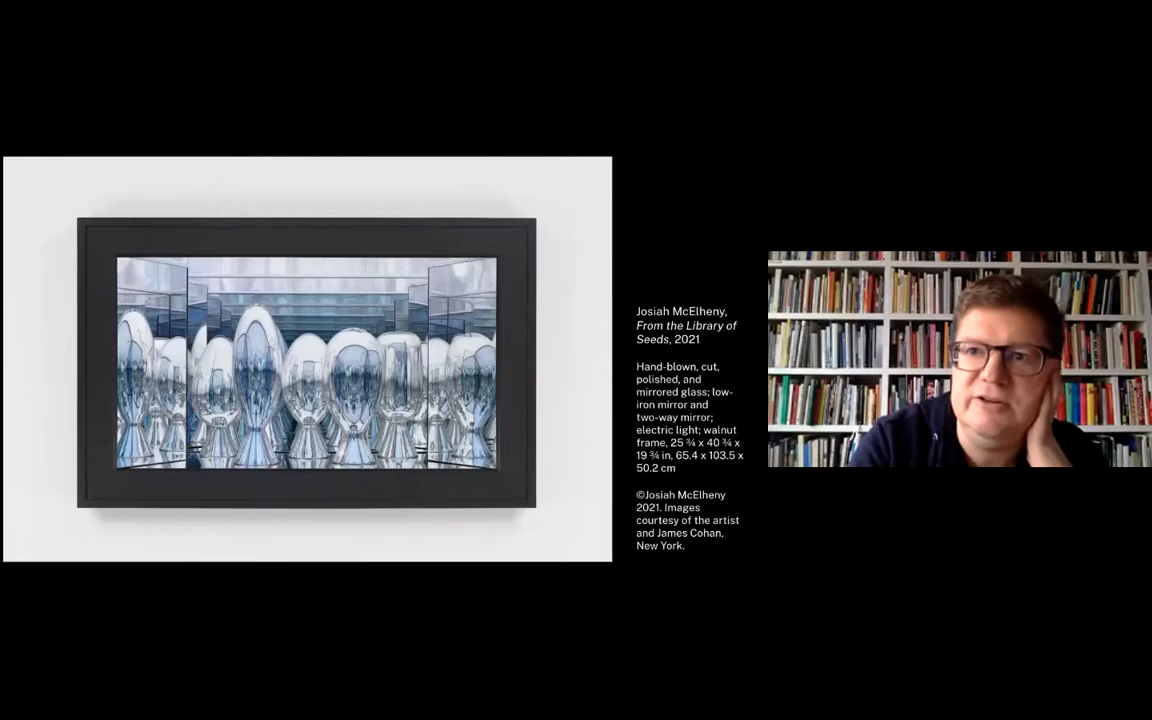 Josiah McElheny,
From the Library of
Seeds, 2021
Hand-blown, cut,
polished, and
mirrored glass; low-
iron mirror and
two-way mirror;
electric light; walnut
frame, 25 ¾ x 40 ¾ x
19 ¾ in, 65.4 x 103.5 x
50.2 cm
©Josiah McElheny
2021. Images
courtesy of the artist
and James Cohan,
New York.